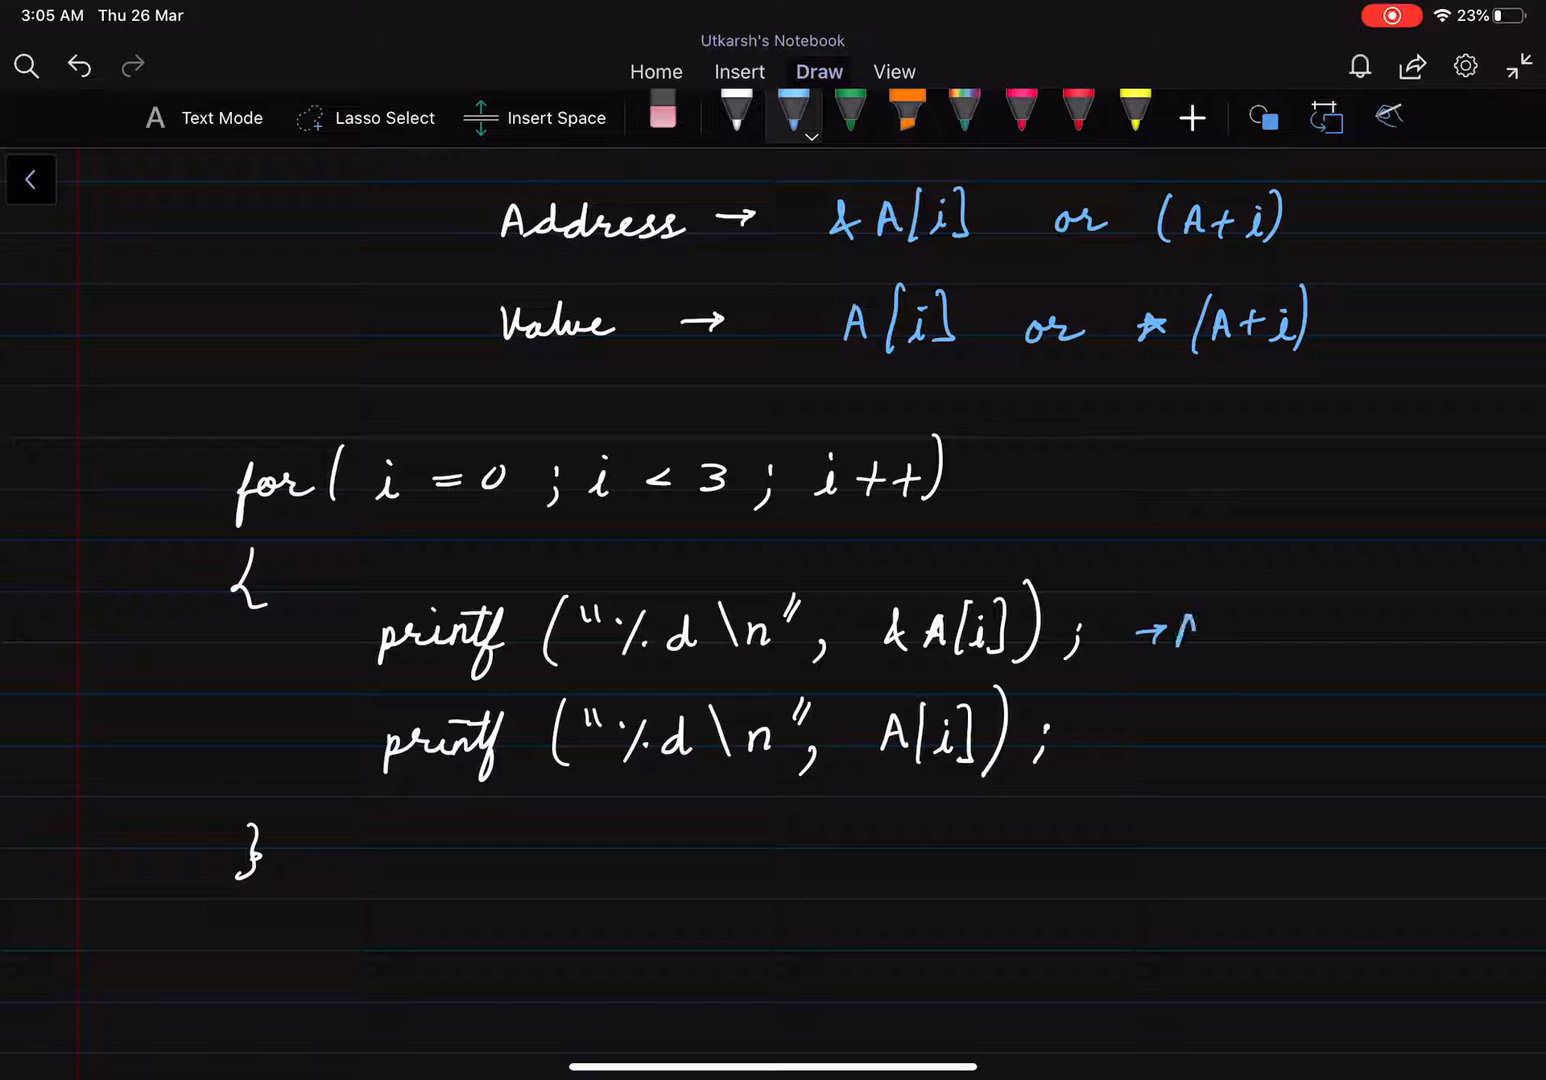 3:05 AM Thu 26 Mar
23%
Utkarsh's Notebook
Home Insert Draw View
A Text Mode Lasso Select Insert Space
Address → &A[i] or (A+i)
Value → A[i] or *(A+i)
for( i = 0 ; i < 3 ; i++)
{
printf ("%d\n", &A[i]); →
printf ("%d\n", A[i]);
}